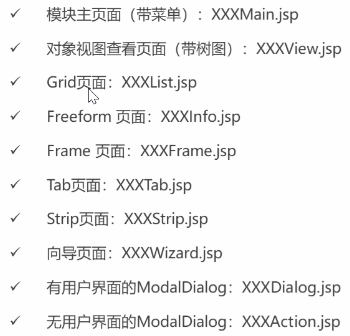 ✓ 模块主页面（带菜单）：XXXMain.jsp
✓ 对象视图查看页面（带树图）：XXXView.jsp
✓ Grid页面：XXXList.jsp
✓ Freeform 页面：XXXInfo.jsp
✓ Frame 页面：XXXFrame.jsp
✓ Tab页面：XXXTab.jsp
✓ Strip页面：XXXStrip.jsp
✓ 向导页面：XXXWizard.jsp
✓ 有用户界面的ModalDialog：XXXDialog.jsp
✓ 无用户界面的ModalDialog：XXXAction.jsp